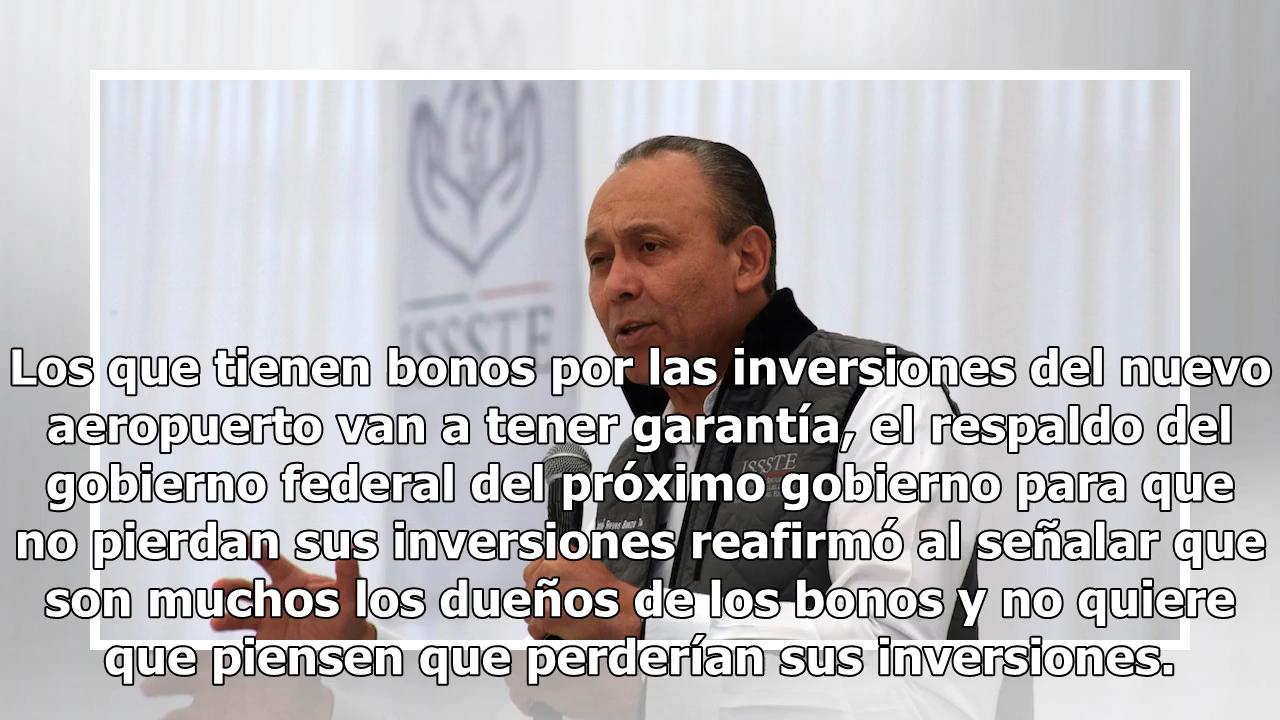 ISSSTE
Los que tienen bonos por las inversiones del nuevo
aeropuerto van a tener garantía, el respaldo del
gobierno federal del próximo gobierno para que
no pierdan sus inversiones reafirmó al señalar que
son muchos los dueños de los bonos y no quiere
que piensen que perderían sus inversiones.
ISSSTE